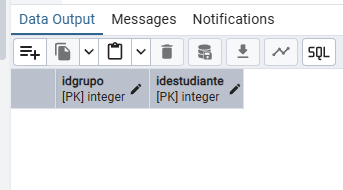 Data Output Messages Notifications
SQL
idgrupo idestudiante
[PK] integer [PK] integer